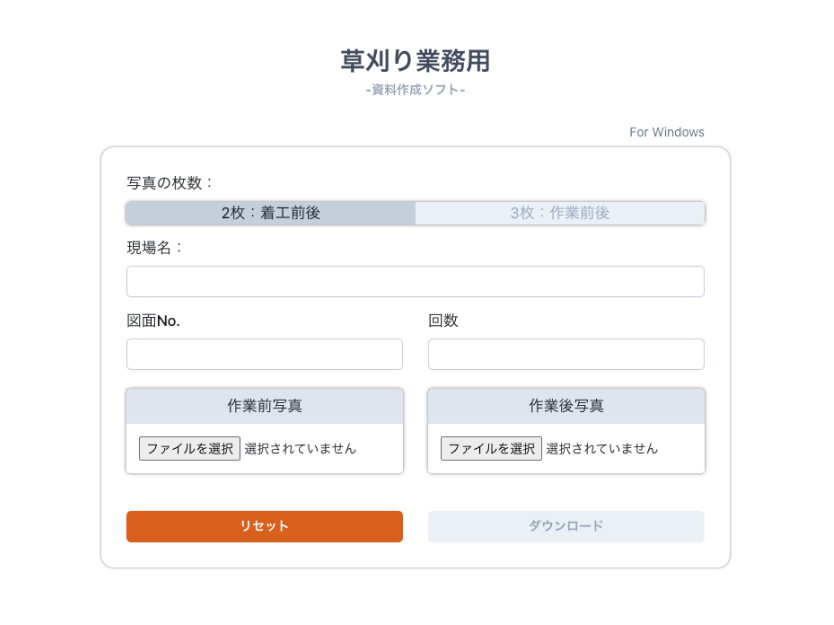 草刈り業務用
-資料作成ソフト-
For Windows
写真の枚数：
2枚：着工前後 3枚：作業前後
現場名：
図面No. 回数
作業前写真 作業後写真
ファイルを選択 選択されていません ファイルを選択 選択されていません
リセット ダウンロード